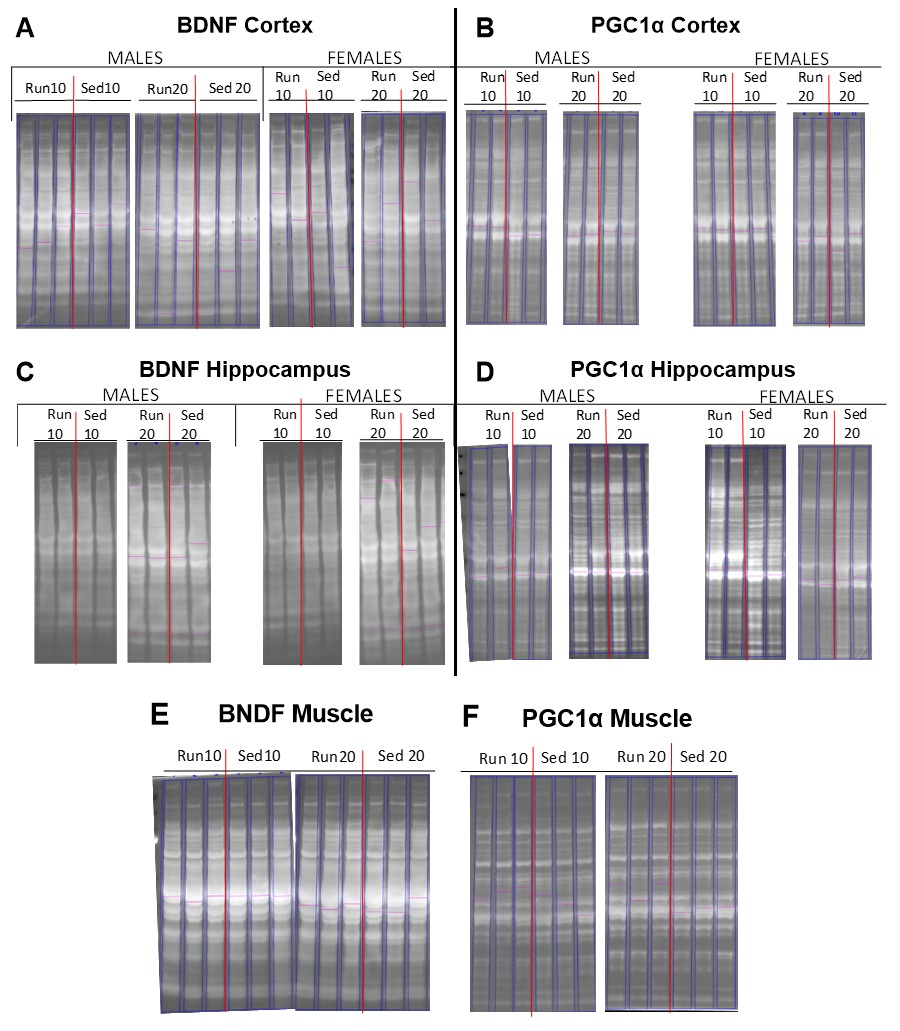 A BDNF Cortex
MALES FEMALES
Run10 Sed10 Run20 Sed 20 Run 10 Sed 10 Run 20 Sed 20
B PGC1α Cortex
MALES FEMALES
Run 10 Sed 10 Run 20 Sed 20 Run 10 Sed 10 Run 20 Sed 20
C BDNF Hippocampus
MALES FEMALES
Run 10 Sed 10 Run 20 Sed 20 Run 10 Sed 10 Run 20 Sed 20
D PGC1α Hippocampus
MALES FEMALES
Run 10 Sed 10 Run 20 Sed 20 Run 10 Sed 10 Run 20 Sed 20
E BNDF Muscle
Run10 Sed10 Run20 Sed 20
F PGC1α Muscle
Run 10 Sed 10 Run 20 Sed 20